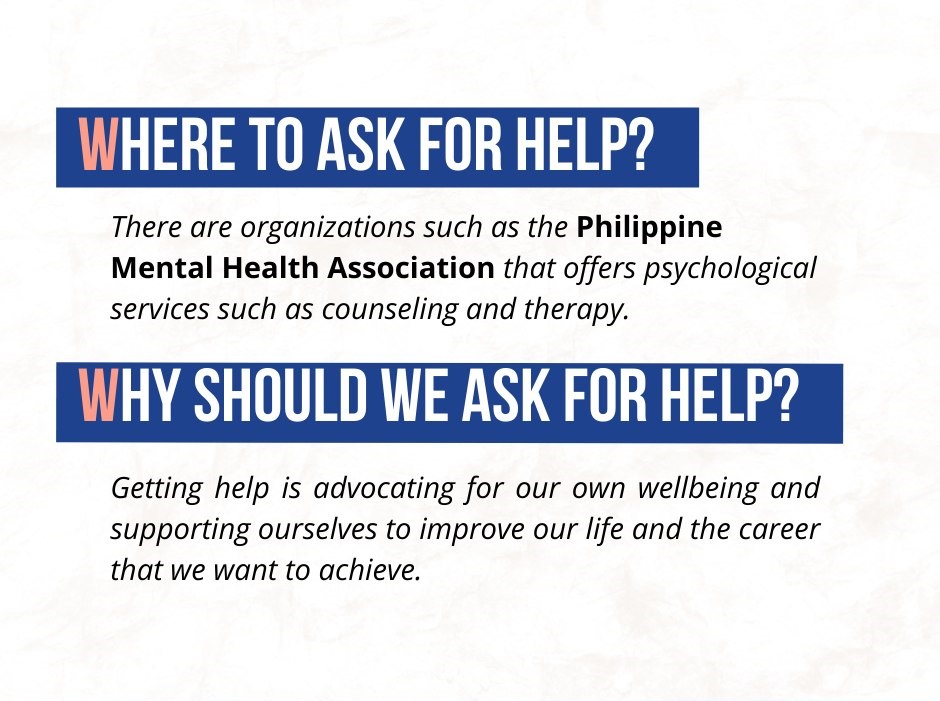 WHERE TO ASK FOR HELP?
There are organizations such as the Philippine
Mental Health Association that offers psychological
services such as counseling and therapy.
WHY SHOULD WE ASK FOR HELP?
Getting help is advocating for our own wellbeing and
supporting ourselves to improve our life and the career
that we want to achieve.